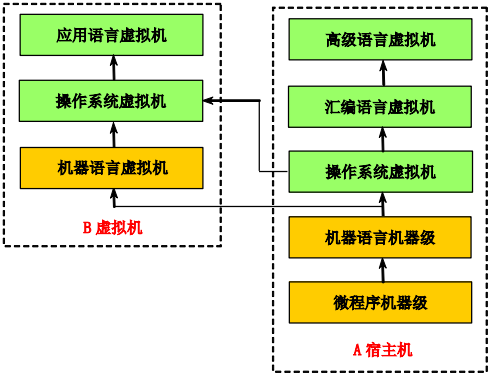 应用语言虚拟机
操作系统虚拟机
机器语言虚拟机
B 虚拟机
高级语言虚拟机
汇编语言虚拟机
操作系统虚拟机
机器语言机器级
微程序机器级
A 宿主机